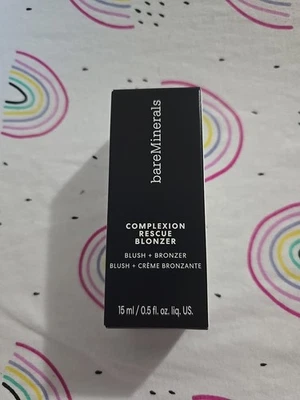 bareMinerals
COMPLEXION
RESCUE
BLONZER
BLUSH + BRONZER
BLUSH + CRÈME BRONZANTE
15 ml / 0.5 fl. oz. liq. US.